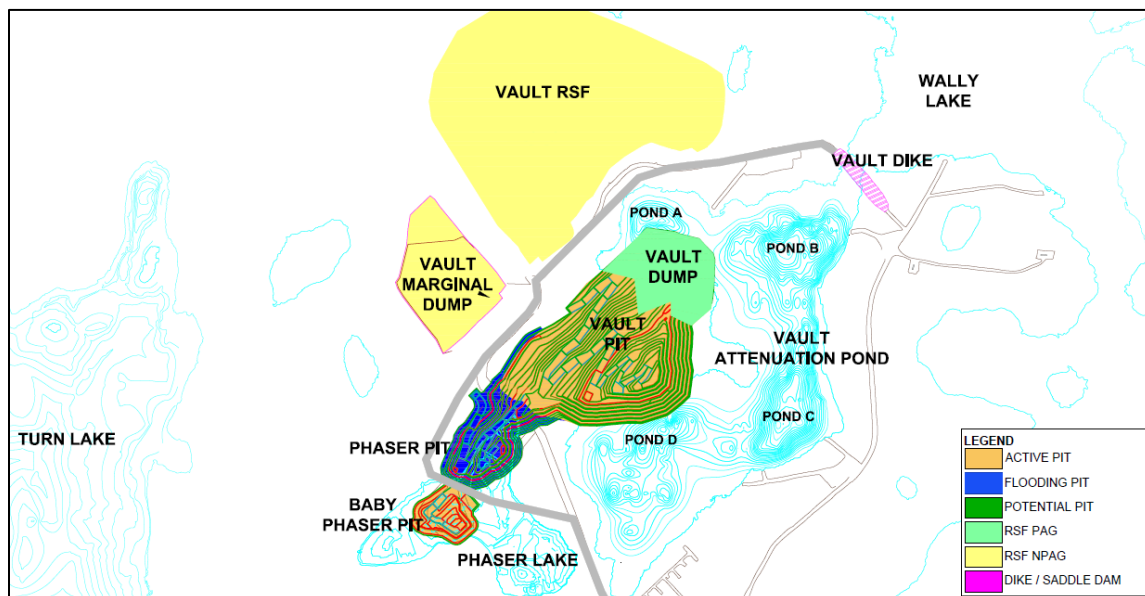 VAULT RSF
WALLY
LAKE
VAULT DIKE
POND A
POND B
VAULT
DUMP
VAULT
MARGINAL
DUMP
VAULT
PIT
VAULT
ATTENUATION POND
POND C
POND D
TURN LAKE
PHASER PIT
BABY
PHASER PIT
PHASER LAKE
LEGEND
ACTIVE PIT
FLOODING PIT
POTENTIAL PIT
RSF PAG
RSF NPAG
DIKE / SADDLE DAM